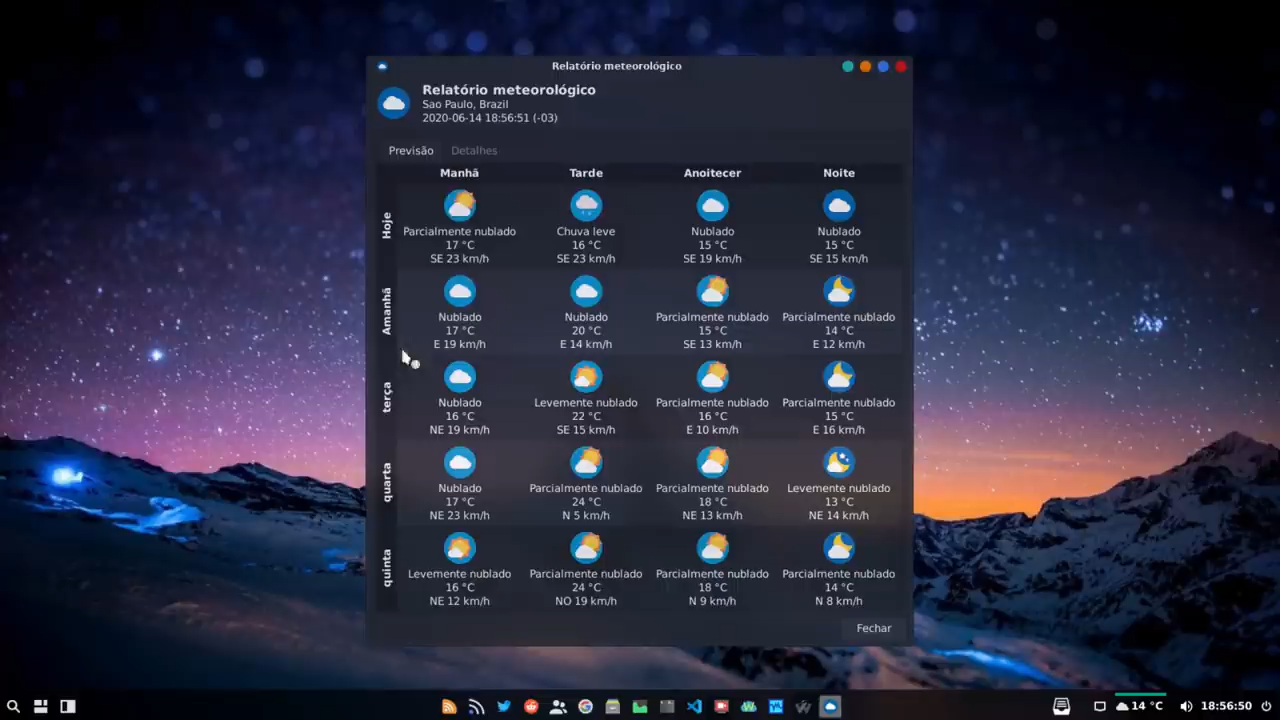 Relatório meteorológico
Relatório meteorológico
Sao Paulo, Brazil
2020-06-14 18:56:51 (-03)
Previsão Detalhes
Manhã Tarde Anoitecer Noite
Hoje
Parcialmente nublado Chuva leve Nublado Nublado
17 °C 16 °C 15 °C 15 °C
SE 23 km/h SE 23 km/h SE 19 km/h SE 15 km/h
Amanhã
Nublado Nublado Parcialmente nublado Parcialmente nublado
17 °C 20 °C 15 °C 14 °C
E 19 km/h E 14 km/h SE 13 km/h E 12 km/h
terça
Nublado Levemente nublado Parcialmente nublado Parcialmente nublado
16 °C 22 °C 16 °C 15 °C
NE 19 km/h SE 15 km/h E 10 km/h E 16 km/h
quarta
Nublado Parcialmente nublado Parcialmente nublado Levemente nublado
17 °C 24 °C 18 °C 13 °C
NE 23 km/h N 5 km/h NE 13 km/h NE 14 km/h
quinta
Levemente nublado Parcialmente nublado Parcialmente nublado Parcialmente nublado
16 °C 24 °C 18 °C 14 °C
NE 12 km/h NO 19 km/h N 9 km/h N 8 km/h
Fechar
14 °C 18:56:50